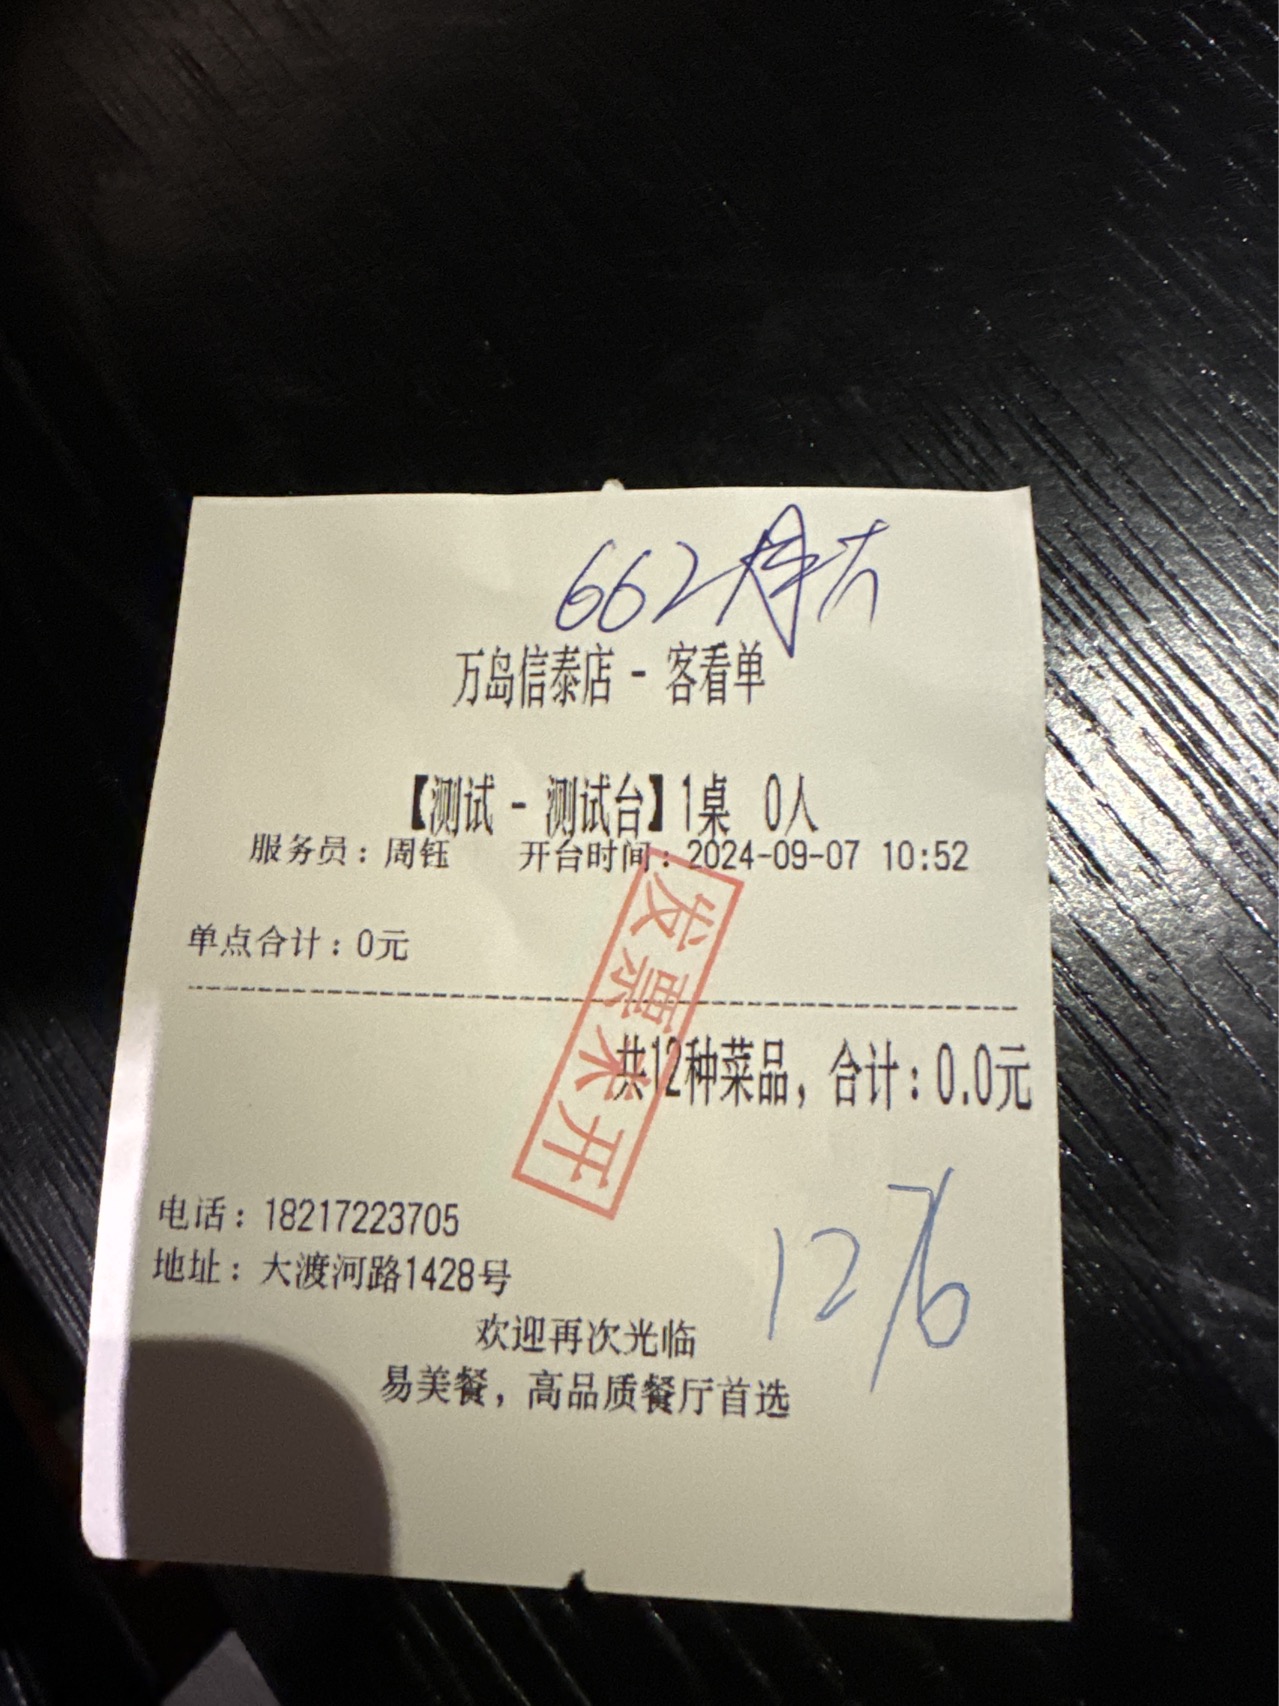 662
万岛信泰店 - 客看单
【测试 - 测试台】1桌 0人
服务员：周钰 开台时间：2024-09-07 10:52
单点合计：0元
发票未开
共12种菜品，合计：0.0元
电话：18217223705
地址：大渡河路1428号
12/6
欢迎再次光临
易美餐，高品质餐厅首选